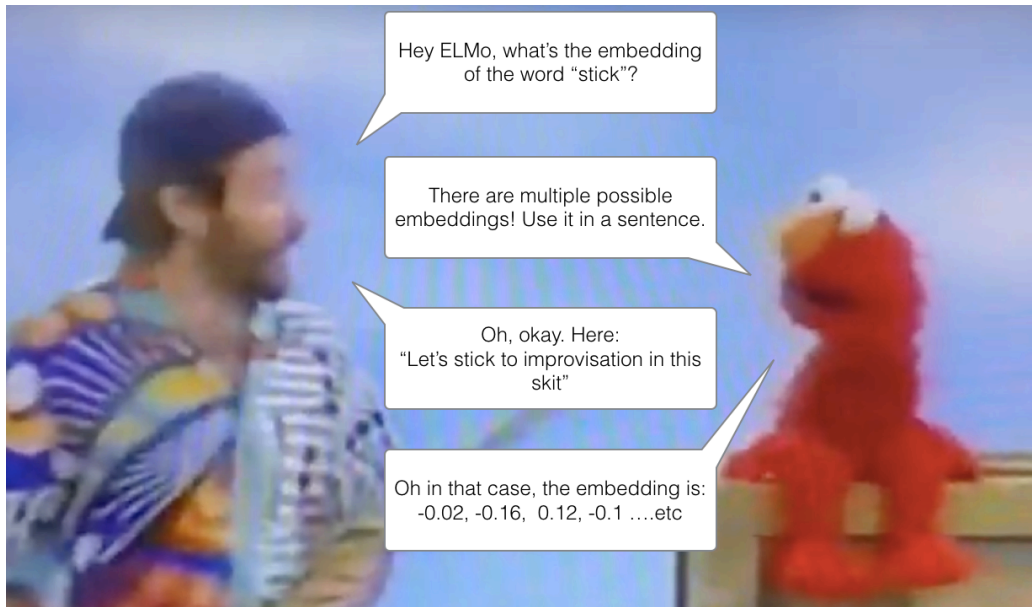 Hey ELMo, what’s the embedding
of the word “stick”?
There are multiple possible
embeddings! Use it in a sentence.
Oh, okay. Here:
“Let’s stick to improvisation in this
skit”
Oh in that case, the embedding is:
-0.02, -0.16, 0.12, -0.1 ….etc